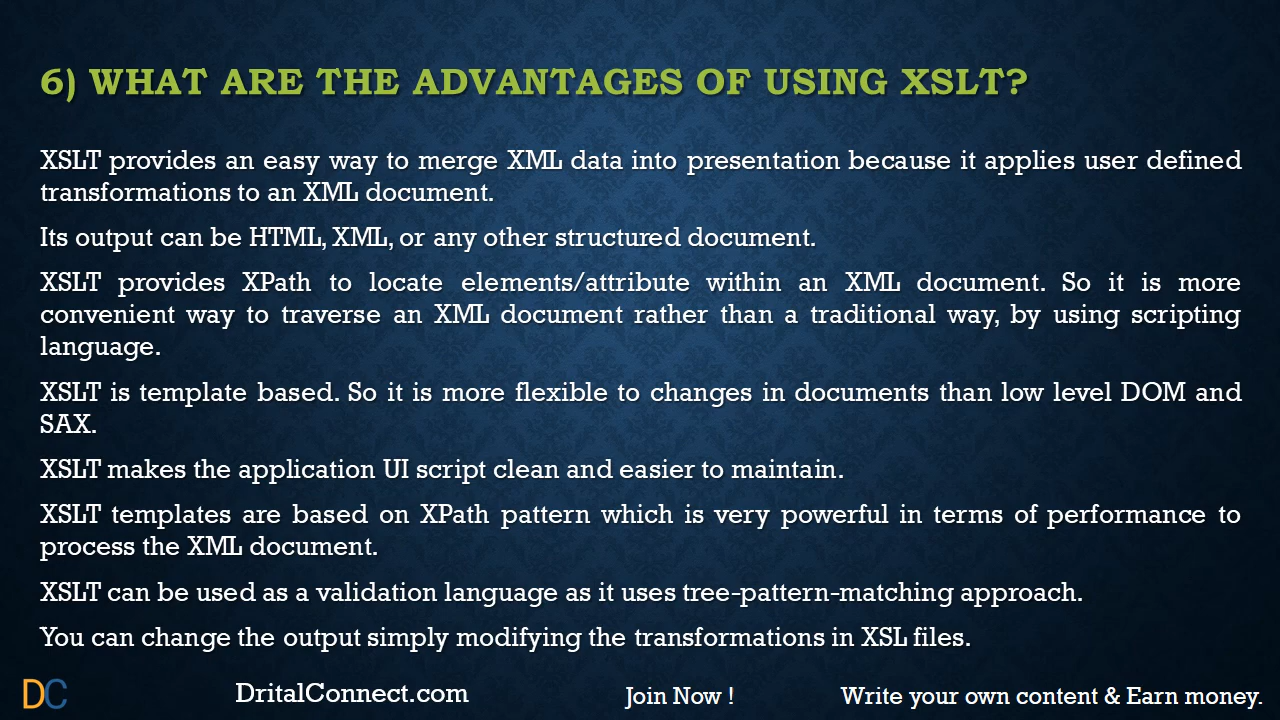 6) WHAT ARE THE ADVANTAGES OF USING XSLT?
XSLT provides an easy way to merge XML data into presentation because it applies user defined
transformations to an XML document.
Its output can be HTML, XML, or any other structured document.
XSLT provides XPath to locate elements/attribute within an XML document. So it is more
convenient way to traverse an XML document rather than a traditional way, by using scripting
language.
XSLT is template based. So it is more flexible to changes in documents than low level DOM and
SAX.
XSLT makes the application UI script clean and easier to maintain.
XSLT templates are based on XPath pattern which is very powerful in terms of performance to
process the XML document.
XSLT can be used as a validation language as it uses tree-pattern-matching approach.
You can change the output simply modifying the transformations in XSL files.
DC
DritalConnect.com
Join Now !
Write your own content & Earn money.